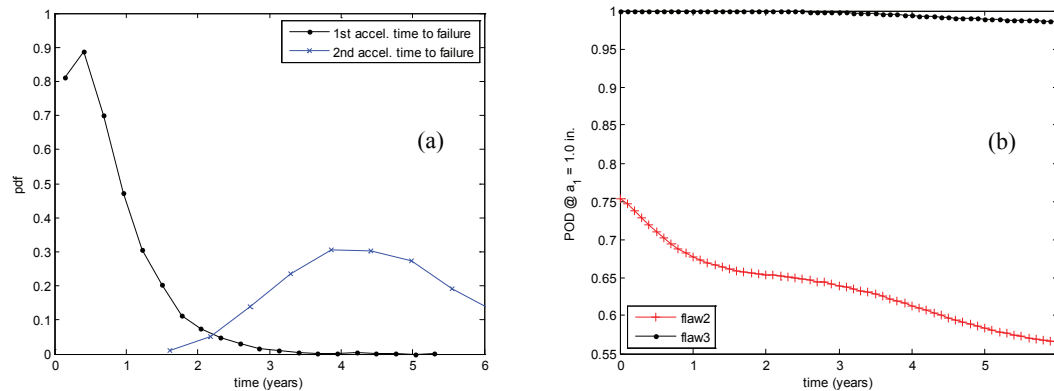 1
0.9
0.8
0.7
0.6
0.5
0.4
0.3
0.2
0.1
0
pdf
0 1 2 3 4 5 6
time (years)
1st accel. time to failure
2nd accel. time to failure
(a)
1
0.95
0.9
0.85
0.8
0.75
0.7
0.65
0.6
0.55
POD @ a1 = 1.0 in.
0 1 2 3 4 5
time (years)
flaw2
flaw3
(b)